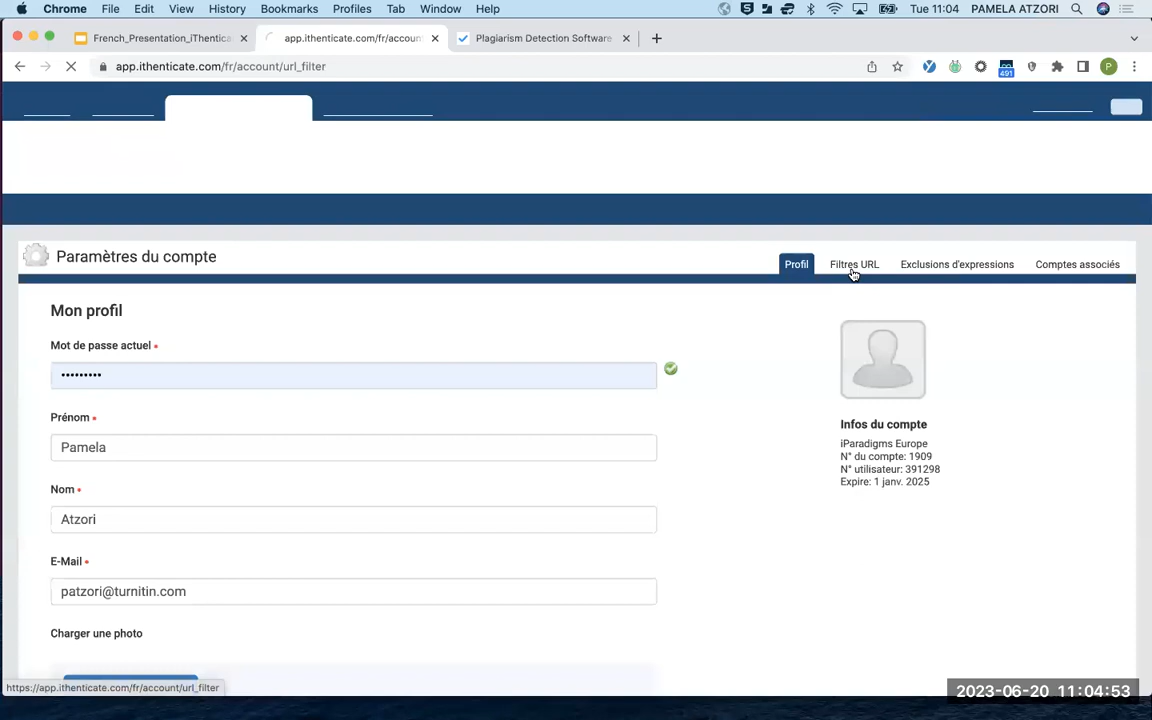 Chrome File Edit View History Bookmarks Profiles Tab Window Help Tue 11:04 PAMELA ATZORI
French_Presentation_iThentica app.ithenticate.com/fr/accoun Plagiarism Detection Software
app.ithenticate.com/fr/account/url_filter 491 P
Paramètres du compte
Profil Filtres URL Exclusions d'expressions Comptes associés
Mon profil
Mot de passe actuel •
•••••••••
Prénom •
Pamela
Nom •
Atzori
E-Mail •
patzori@turnitin.com
Charger une photo
Infos du compte
iParadigms Europe
N° du compte: 1909
N° utilisateur: 391298
Expire: 1 janv. 2025
https://app.ithenticate.com/fr/account/url_filter
2023-06-20 11:04:53